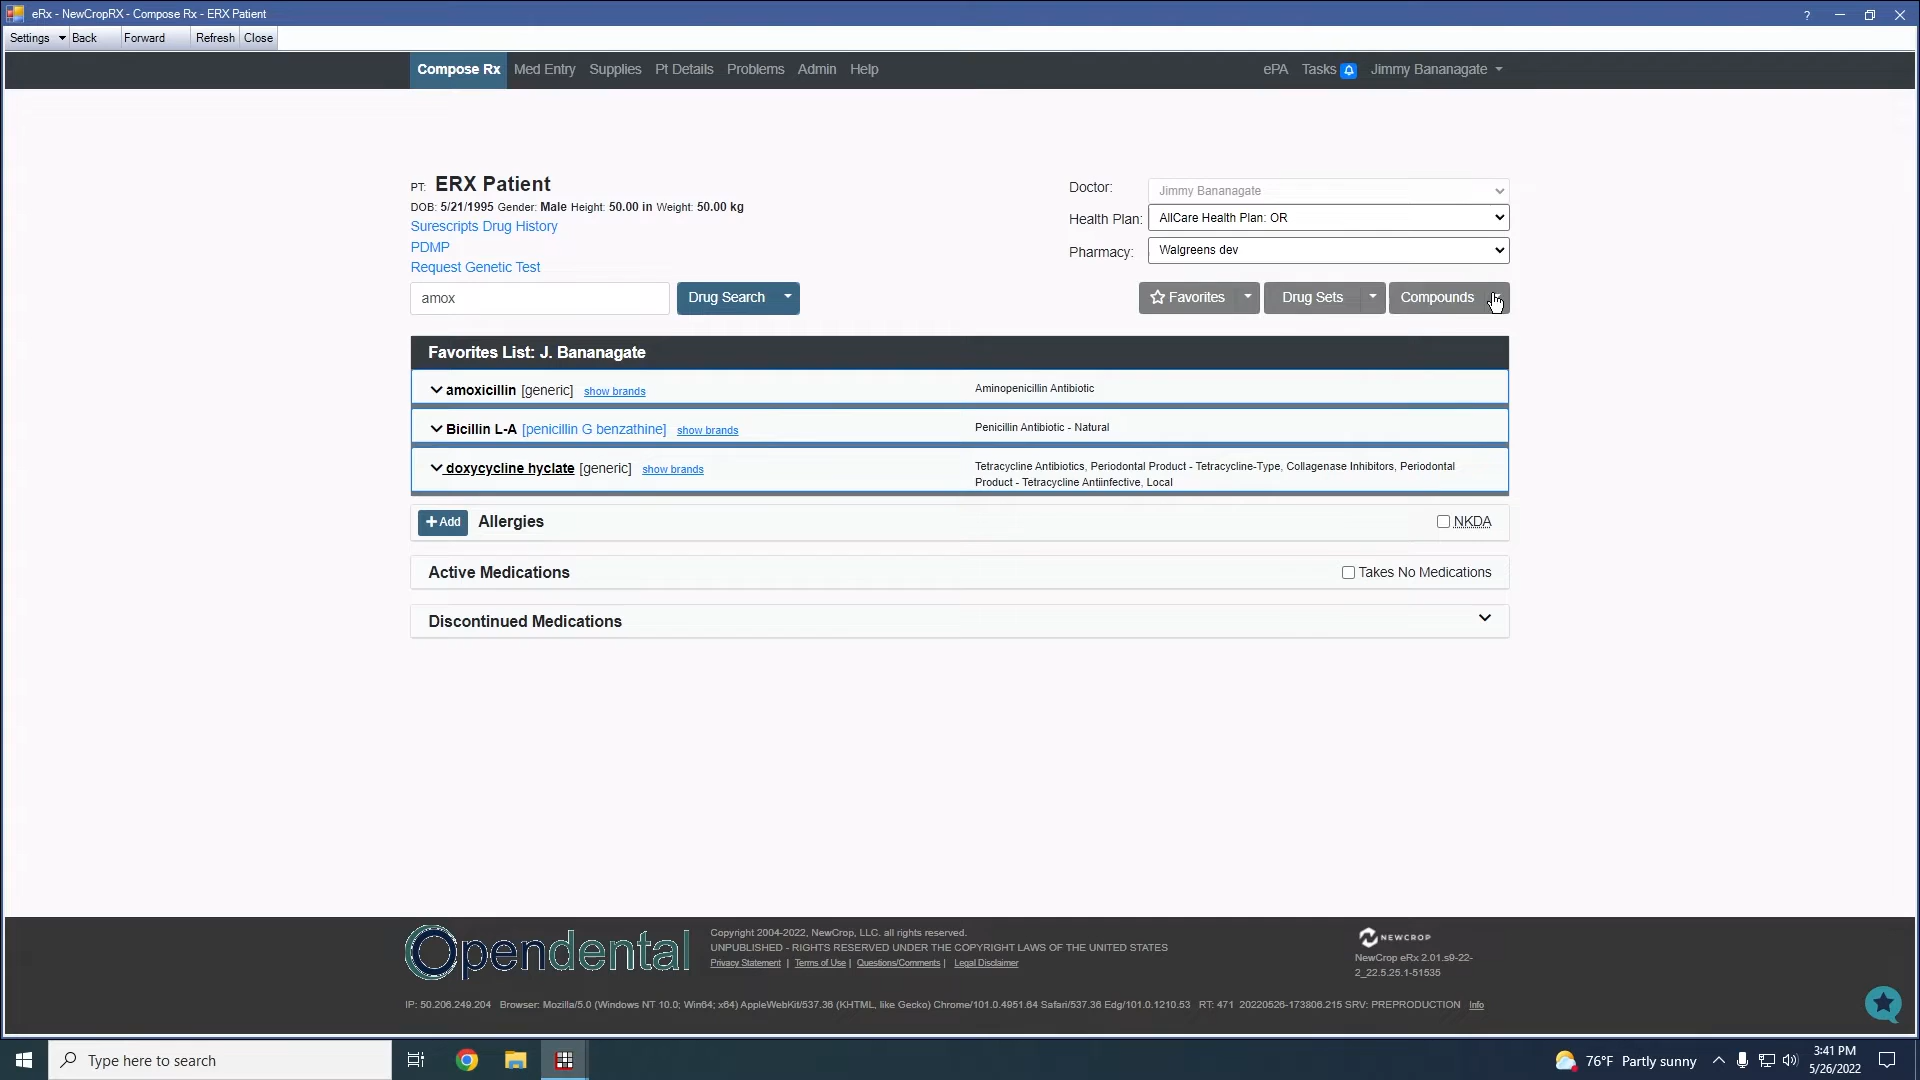 eRx - NewCropRX - Compose Rx - ERX Patient
?
Settings Back Forward Refresh Close
Compose Rx Med Entry Supplies Pt Details Problems Admin Help ePA Tasks Jimmy Bananagate
PT: ERX Patient
DOB: 5/21/1995 Gender: Male Height: 50.00 in Weight: 50.00 kg
Surescripts Drug History
PDMP
Request Genetic Test
Doctor: Jimmy Bananagate
Health Plan: AllCare Health Plan: OR
Pharmacy: Walgreens dev
amox Drug Search Favorites Drug Sets Compounds
Favorites List: J. Bananagate
amoxicillin [generic] show brands Aminopenicillin Antibiotic
Bicillin L-A [penicillin G benzathine] show brands Penicillin Antibiotic - Natural
doxycycline hyclate [generic] show brands Tetracycline Antibiotics, Periodontal Product - Tetracycline-Type, Collagenase Inhibitors, Periodontal
Product - Tetracycline Antiinfective, Local
+ Add Allergies NKDA
Active Medications Takes No Medications
Discontinued Medications
Opendental
Copyright 2004-2022, NewCrop, LLC. all rights reserved.
UNPUBLISHED - RIGHTS RESERVED UNDER THE COPYRIGHT LAWS OF THE UNITED STATES
Privacy Statement | Terms of Use | Questions/Comments | Legal Disclaimer
NEWCROP
NewCrop eRx 2.01.s9-22-
2_22.5.25.1-51535
IP: 50.206.249.204 Browser: Mozilla/5.0 (Windows NT 10.0; Win64; x64) AppleWebKit/537.36 (KHTML, like Gecko) Chrome/101.0.4951.64 Safari/537.36 Edg/101.0.1210.53 RT: 471 20220526-173806.215 SRV: PREPRODUCTION Info
Type here to search
76°F Partly sunny
3:41 PM
5/26/2022